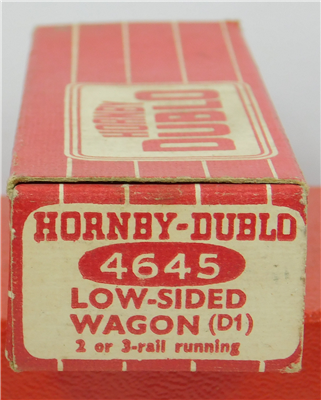 HORNBY
DUBLO
HORNBY-DUBLO
4645
LOW-SIDED
WAGON (D1)
2 or 3-rail running